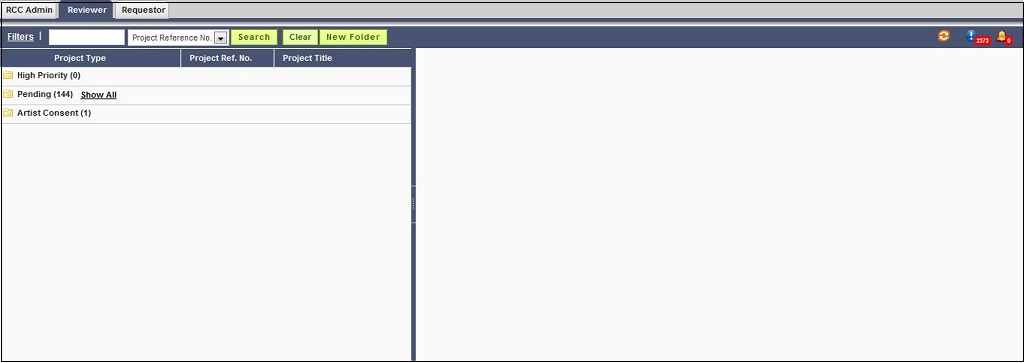 RCC Admin Reviewer Requestor
Filters | Project Reference No. Search Clear New Folder 2373 6
Project Type Project Ref. No. Project Title
High Priority (0)
Pending (144) Show All
Artist Consent (1)